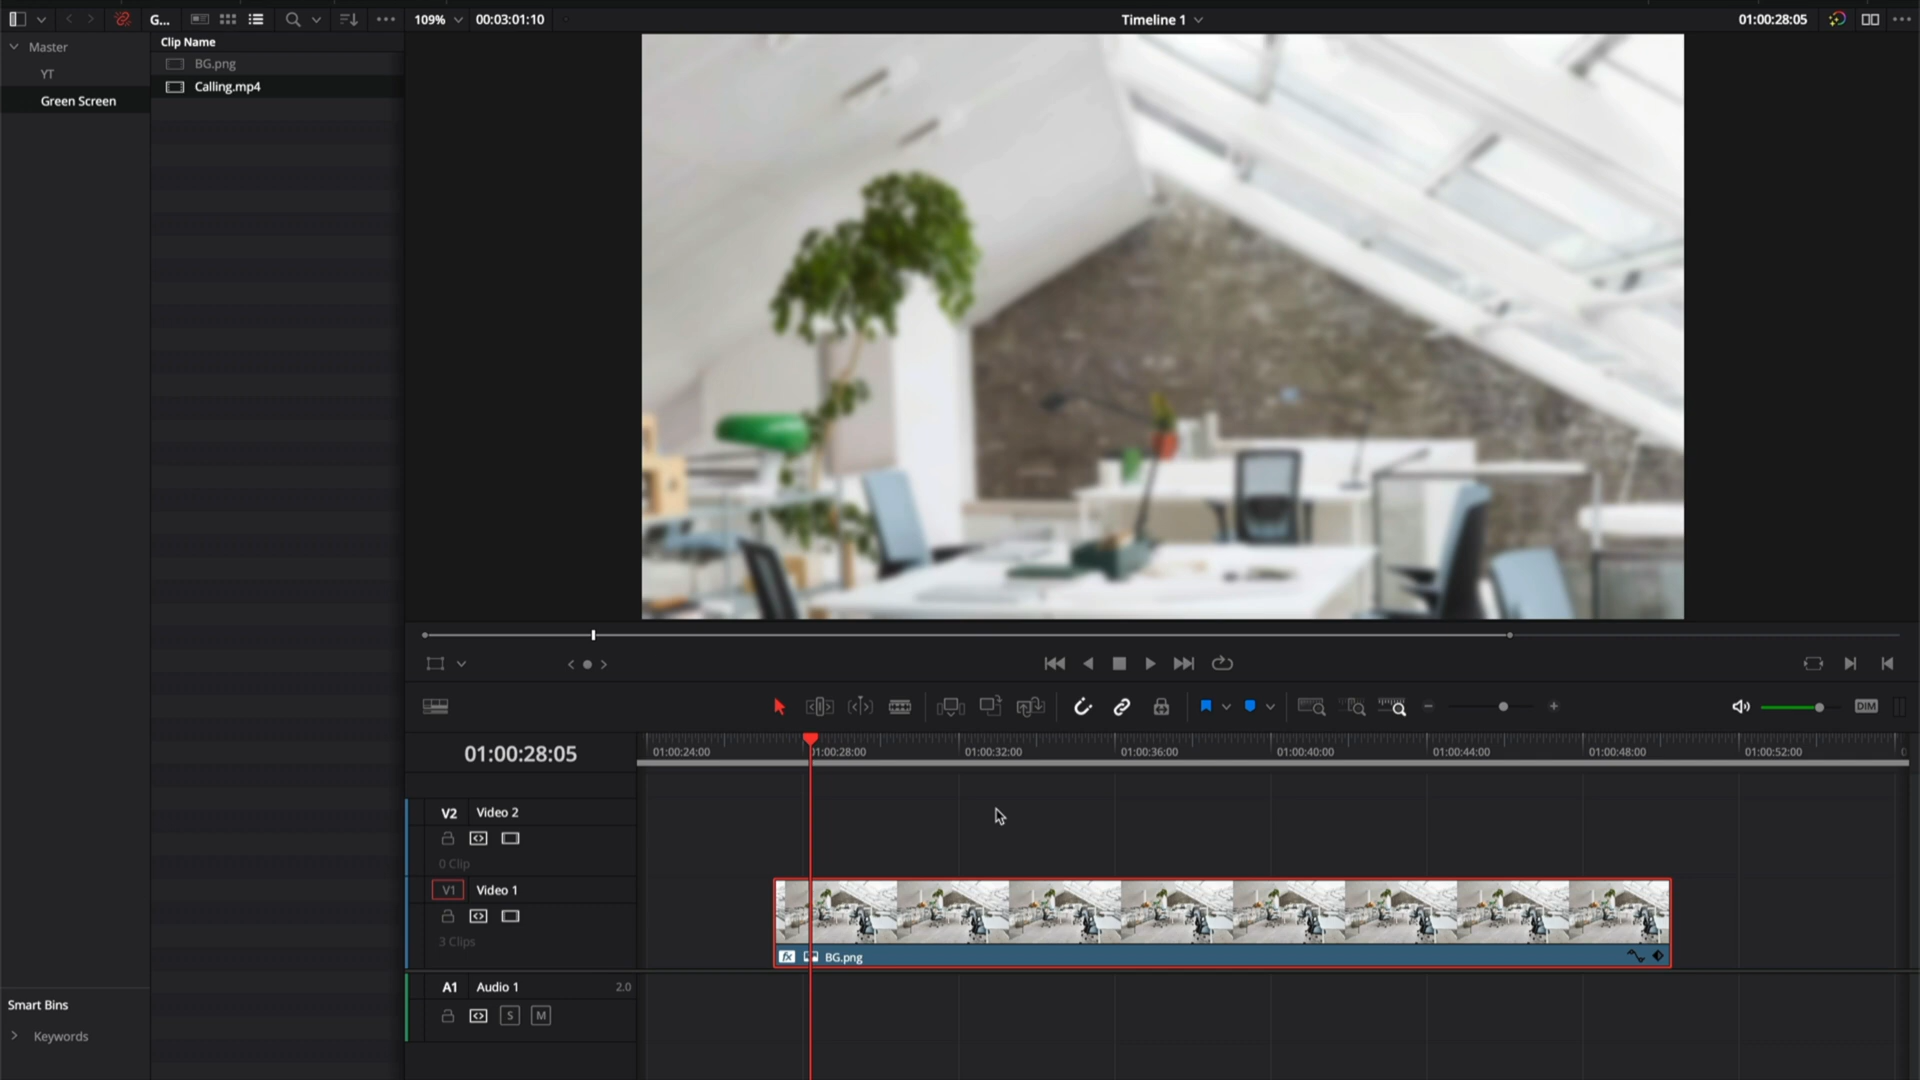 G...
109%
00:03:01:10
Timeline 1
01:00:28:05
Master
YT
Green Screen
Clip Name
BG.png
Calling.mp4
DIM
01:00:28:05
01:00:24:00
01:00:28:00
01:00:32:00
01:00:36:00
01:00:40:00
01:00:44:00
01:00:48:00
01:00:52:00
V2 Video 2
0 Clip
V1 Video 1
3 Clips
fx BG.png
A1 Audio 1 2.0
S M
Smart Bins
Keywords